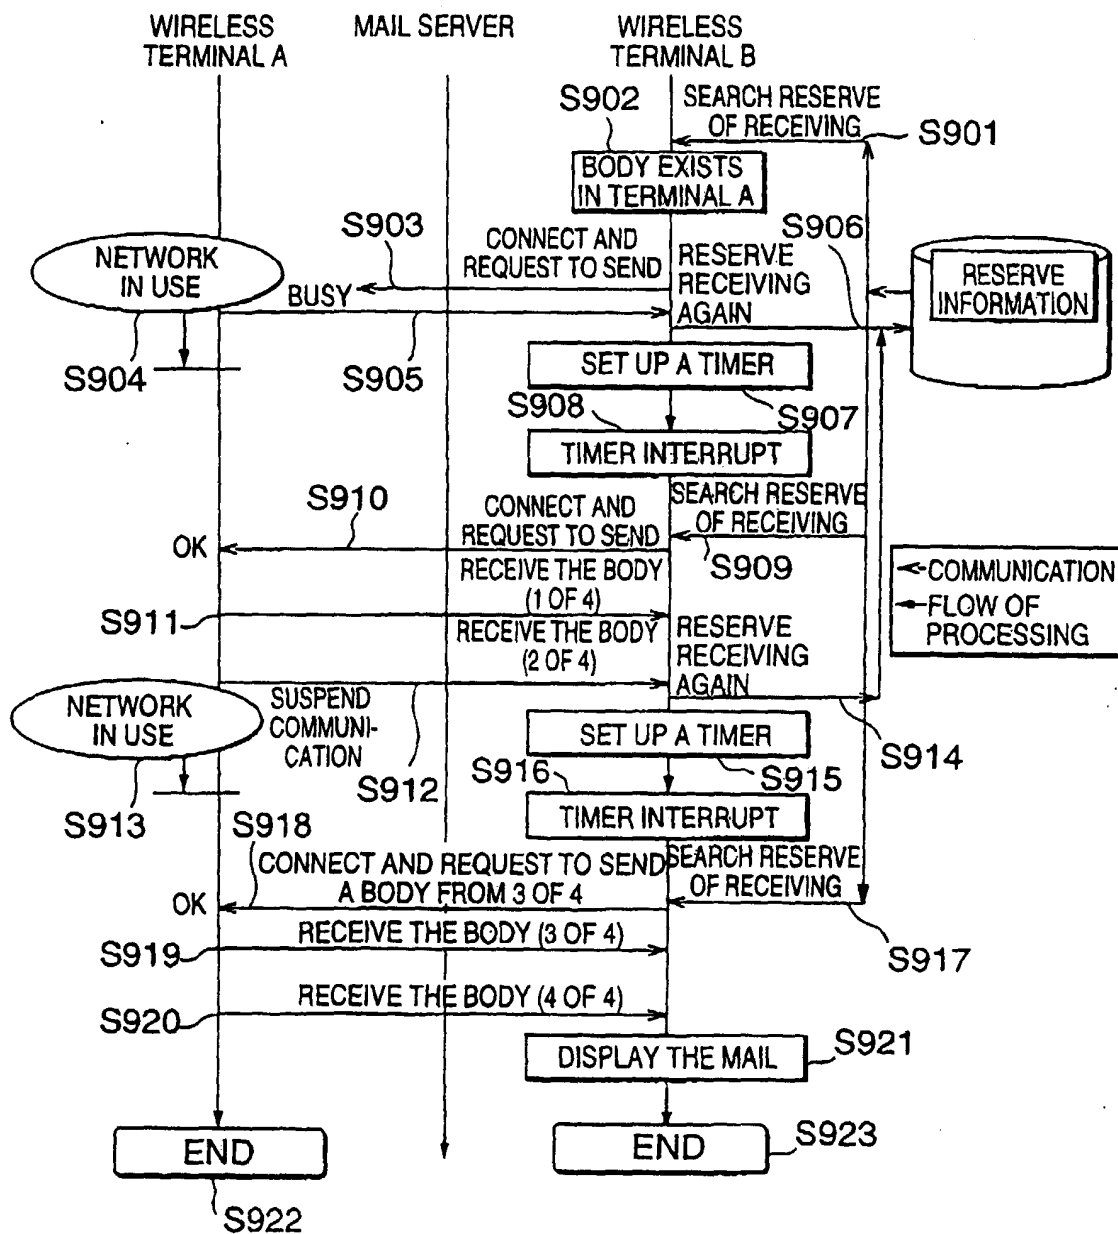 WIRELESS
TERMINAL A
MAIL SERVER
WIRELESS
TERMINAL B
S902
SEARCH RESERVE
OF RECEIVING
S901
BODY EXISTS
IN TERMINAL A
S903
CONNECT AND
REQUEST TO SEND
S906
NETWORK
IN USE
BUSY
RESERVE
RECEIVING
AGAIN
RESERVE
INFORMATION
S904
S905
SET UP A TIMER
S907
S908
TIMER INTERRUPT
S910
CONNECT AND
REQUEST TO SEND
SEARCH RESERVE
OF RECEIVING
OK
S909
COMMUNICATION
FLOW OF
PROCESSING
RECEIVE THE BODY
(1 OF 4)
S911
RECEIVE THE BODY
(2 OF 4)
RESERVE
RECEIVING
AGAIN
NETWORK
IN USE
SUSPEND
COMMUNI-
CATION
S912
S914
SET UP A TIMER
S915
S916
S913
TIMER INTERRUPT
S918
CONNECT AND REQUEST TO SEND
A BODY FROM 3 OF 4
SEARCH RESERVE
OF RECEIVING
OK
S917
RECEIVE THE BODY (3 OF 4)
S919
RECEIVE THE BODY (4 OF 4)
S920
DISPLAY THE MAIL
S921
END
S922
END
S923